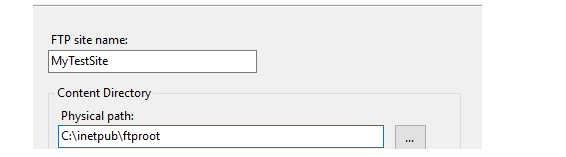 FTP site name:
MyTestSite
Content Directory
Physical path:
C:\inetpub\ftproot
...